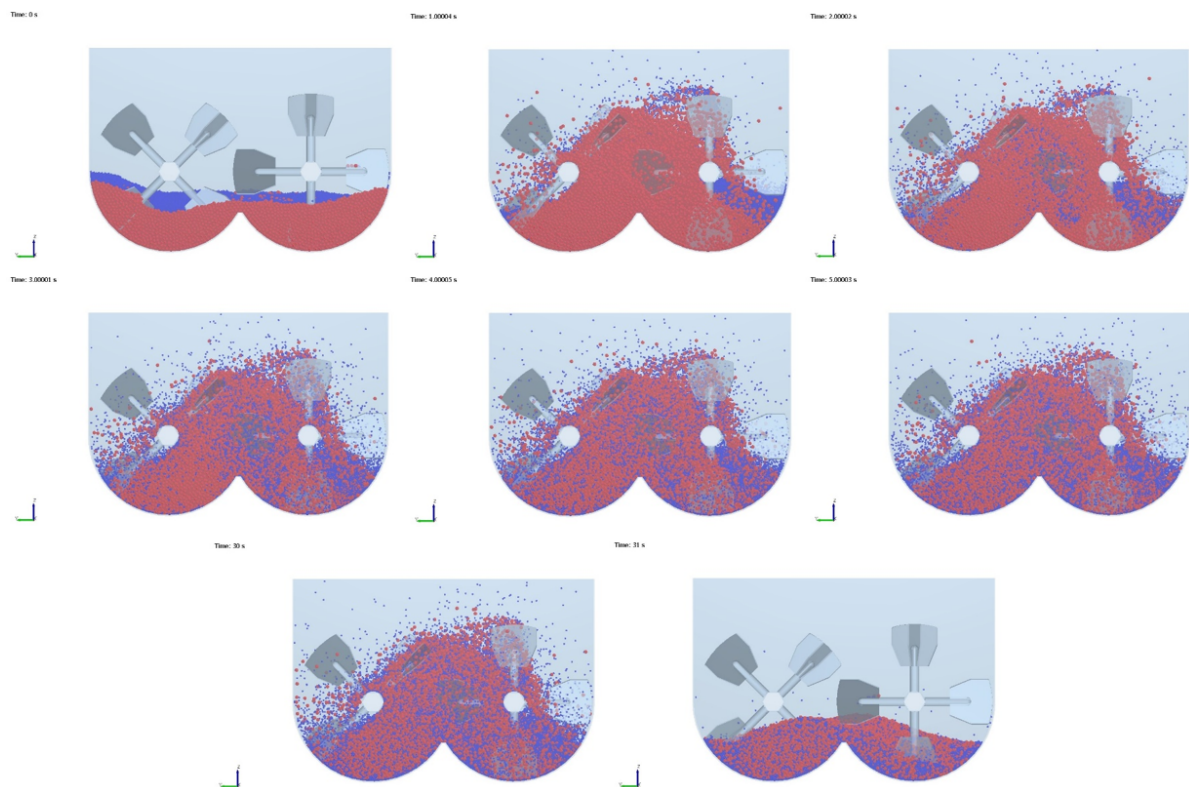 Time: 0 s
Time: 1.00004 s
Time: 2.00002 s
Time: 3.00001 s
Time: 4.00005 s
Time: 5.00003 s
Time: 30 s
Time: 31 s